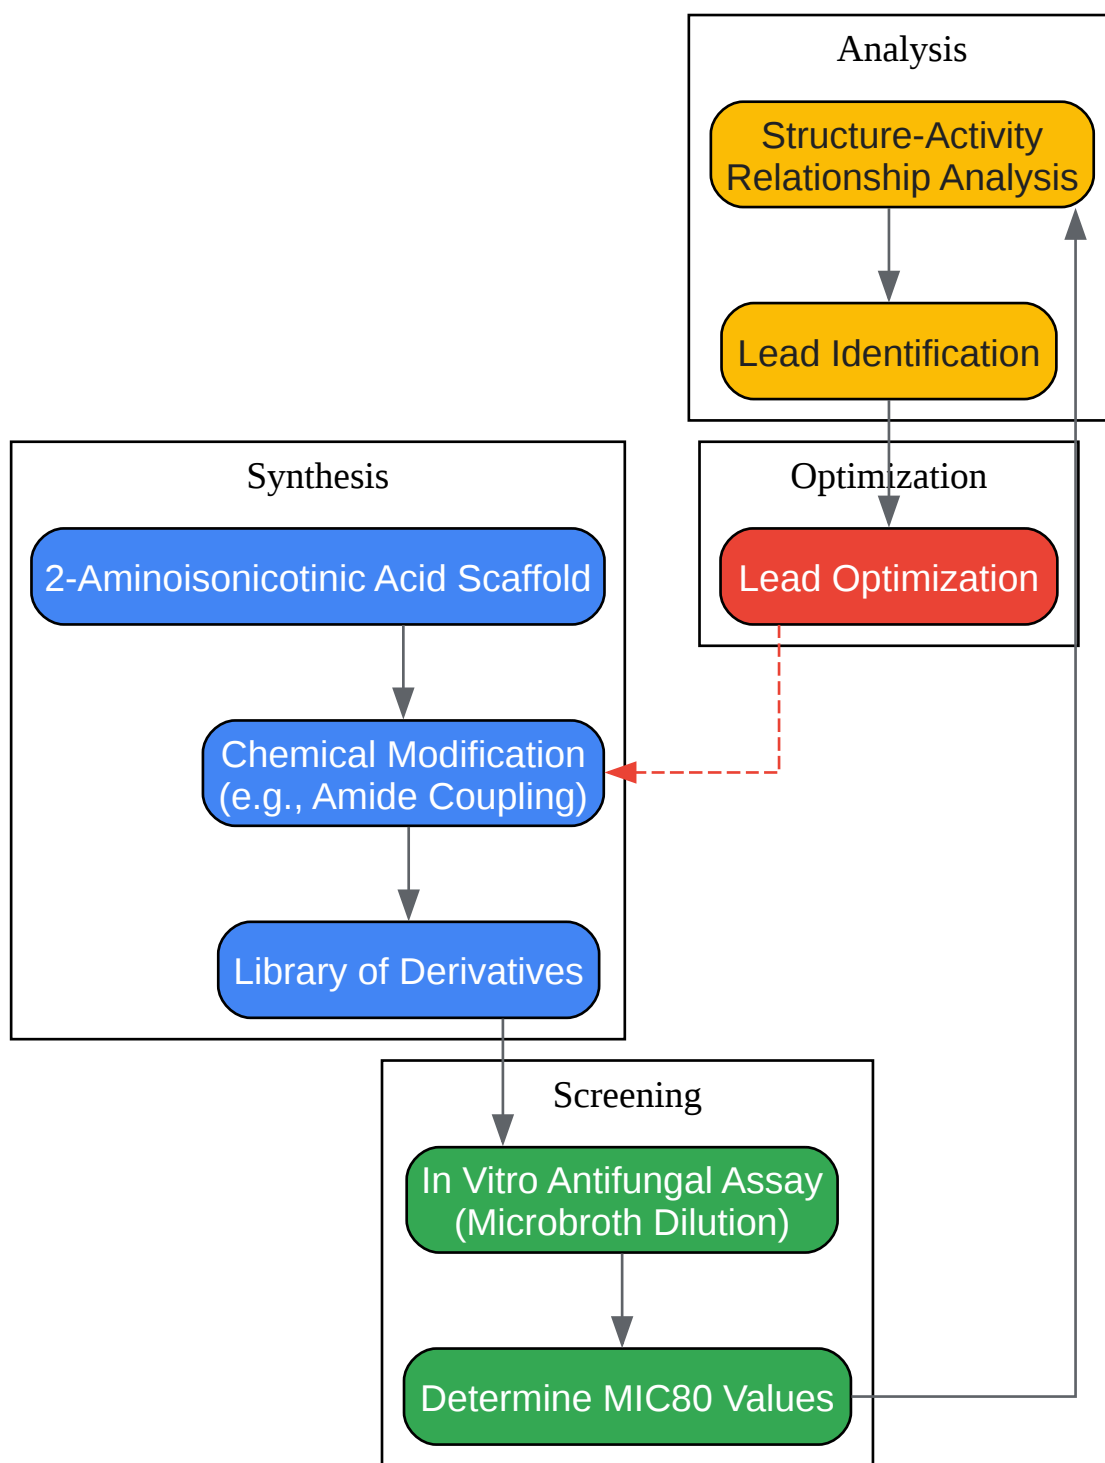 Analysis
Structure-Activity
Relationship Analysis
Lead Identification
Optimization
Lead Optimization
Synthesis
2-Aminoisonicotinic Acid Scaffold
Chemical Modification
(e.g., Amide Coupling)
Library of Derivatives
Screening
In Vitro Antifungal Assay
(Microbroth Dilution)
Determine MIC80 Values